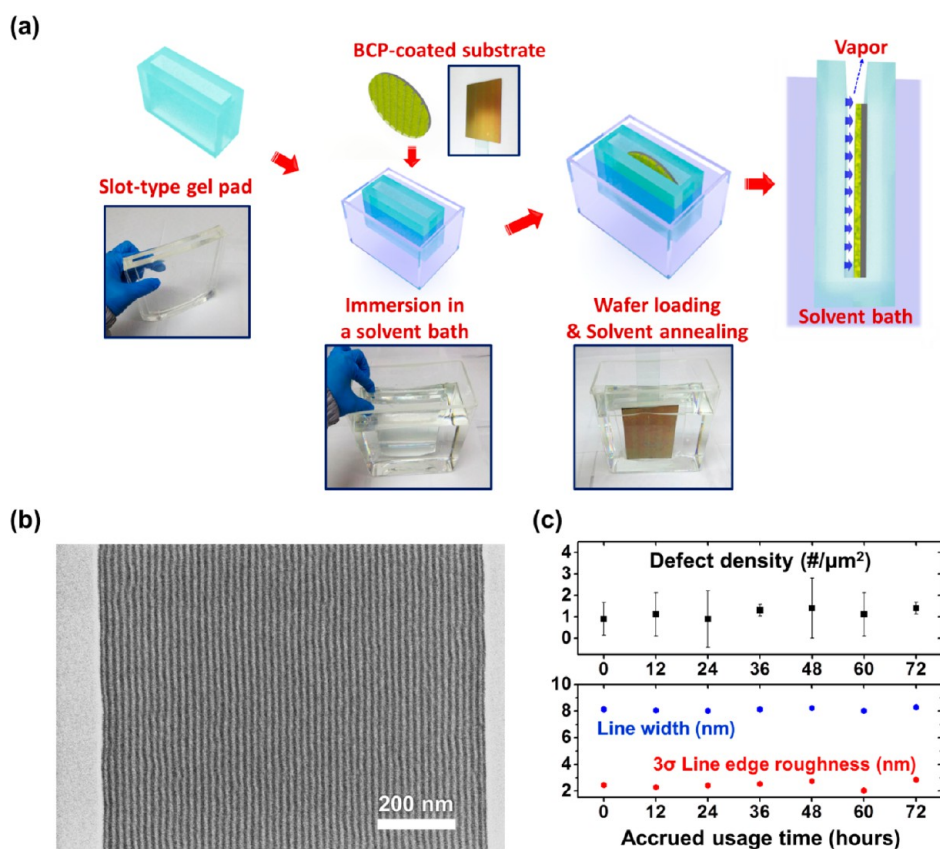 (a)
BCP-coated substrate
Vapor
Slot-type gel pad
Immersion in
a solvent bath
Wafer loading
& Solvent annealing
Solvent bath
(b)
200 nm
(c)
4
3
2
1
0
Defect density (#/μm²)
0 12 24 36 48 60 72
10
8
6
4
2
Line width (nm)
3σ Line edge roughness (nm)
0 12 24 36 48 60 72
Accrued usage time (hours)